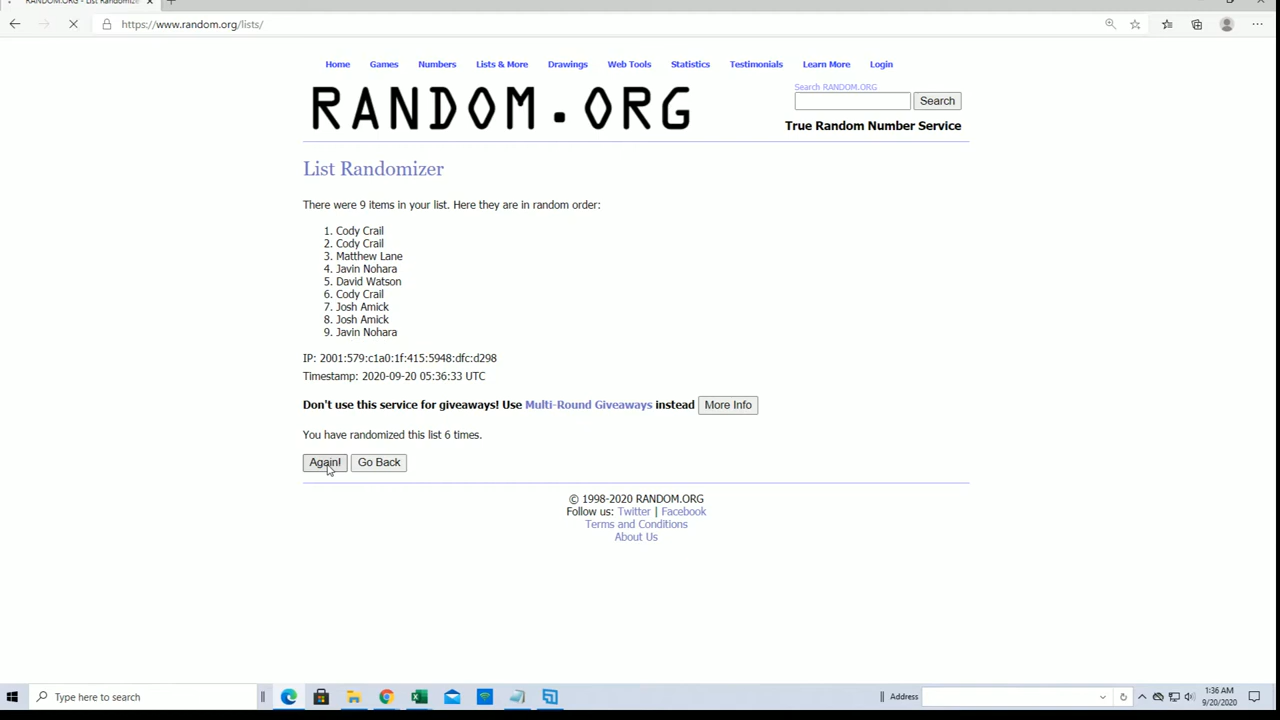 RANDOM.ORG - List Randomizer
https://www.random.org/lists/
Home Games Numbers Lists & More Drawings Web Tools Statistics Testimonials Learn More Login
Search RANDOM.ORG
RANDOM.ORG
Search
True Random Number Service
List Randomizer
There were 9 items in your list. Here they are in random order:
1. Cody Crail
2. Cody Crail
3. Matthew Lane
4. Javin Nohara
5. David Watson
6. Cody Crail
7. Josh Amick
8. Josh Amick
9. Javin Nohara
IP: 2001:579:c1a0:1f:415:5948:dfc:d298
Timestamp: 2020-09-20 05:36:33 UTC
Don't use this service for giveaways! Use Multi-Round Giveaways instead More Info
You have randomized this list 6 times.
Again! Go Back
© 1998-2020 RANDOM.ORG
Follow us: Twitter | Facebook
Terms and Conditions
About Us
Type here to search
Address
1:36 AM
9/20/2020